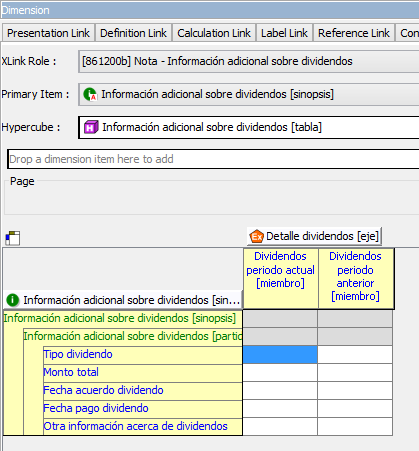 Dimension
Presentation Link Definition Link Calculation Link Label Link Reference Link Con
XLink Role : [861200b] Nota - Información adicional sobre dividendos
Primary Item : Información adicional sobre dividendos [sinopsis]
Hypercube : Información adicional sobre dividendos [tabla]
Drop a dimension item here to add
Page
Detalle dividendos [eje]
Dividendos
periodo actual
[miembro]
Dividendos
periodo
anterior
[miembro]
Información adicional sobre dividendos [sin...
Información adicional sobre dividendos [sinopsis]
Información adicional sobre dividendos [partic
Tipo dividendo
Monto total
Fecha acuerdo dividendo
Fecha pago dividendo
Otra información acerca de dividendos